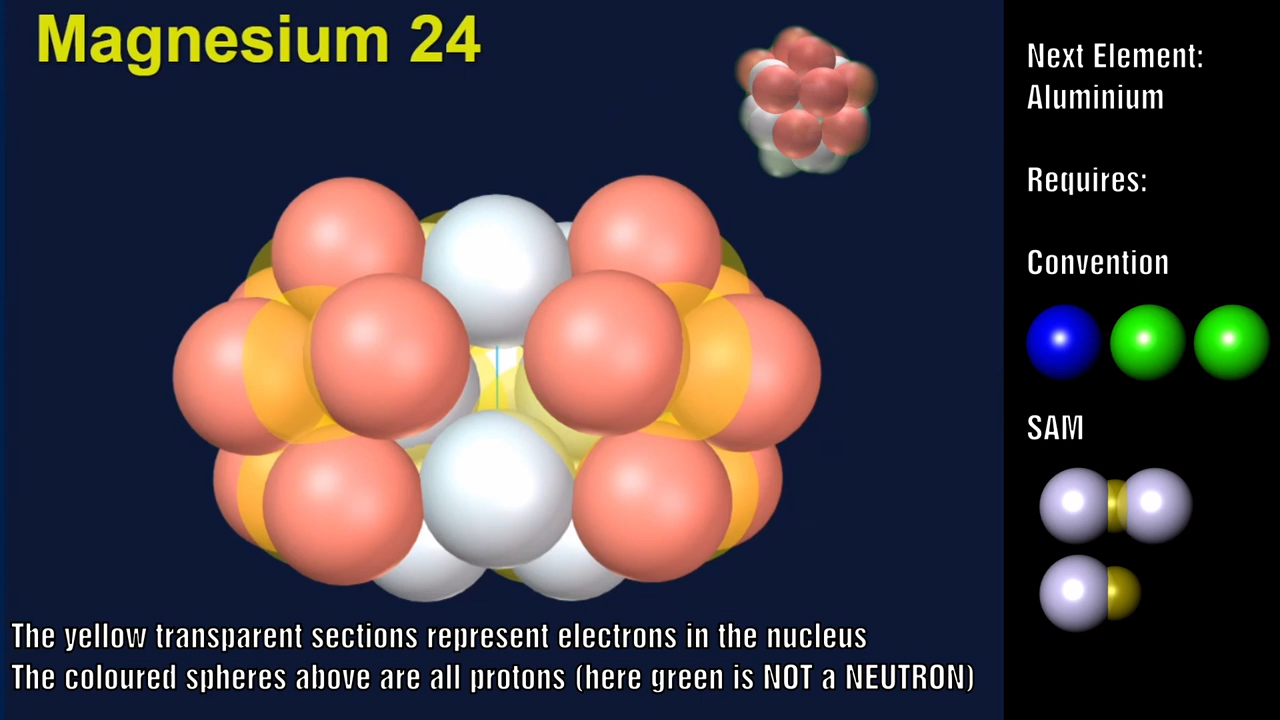 Magnesium 24
The yellow transparent sections represent electrons in the nucleus
The coloured spheres above are all protons (here green is NOT a NEUTRON)
Next Element:
Aluminium
Requires:
Convention
SAM